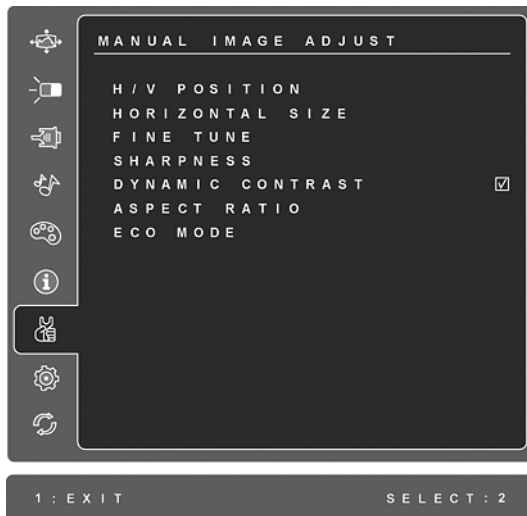 MANUAL IMAGE ADJUST
H/V POSITION
HORIZONTAL SIZE
FINE TUNE
SHARPNESS
DYNAMIC CONTRAST
ASPECT RATIO
ECO MODE
1:EXIT SELECT:2